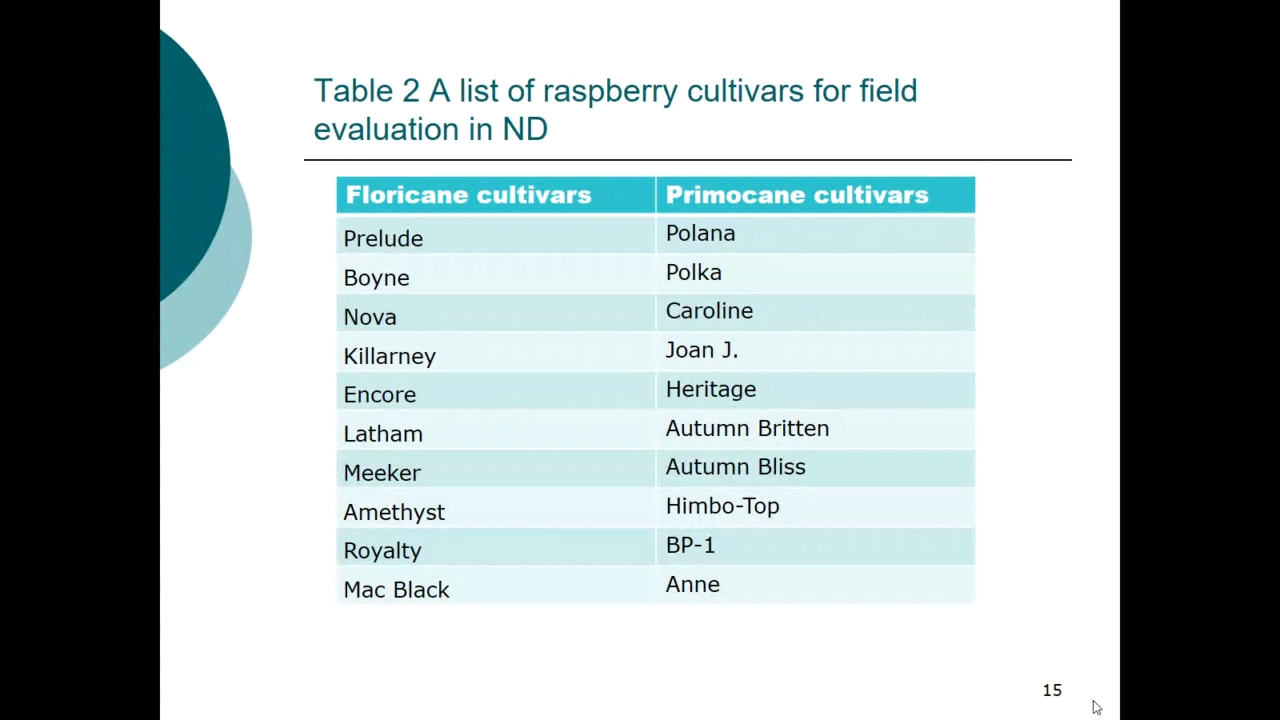 Table 2 A list of raspberry cultivars for field
evaluation in ND
Floricane cultivars Primocane cultivars
Prelude Polana
Boyne Polka
Nova Caroline
Killarney Joan J.
Encore Heritage
Latham Autumn Britten
Meeker Autumn Bliss
Amethyst Himbo-Top
Royalty BP-1
Mac Black Anne
15